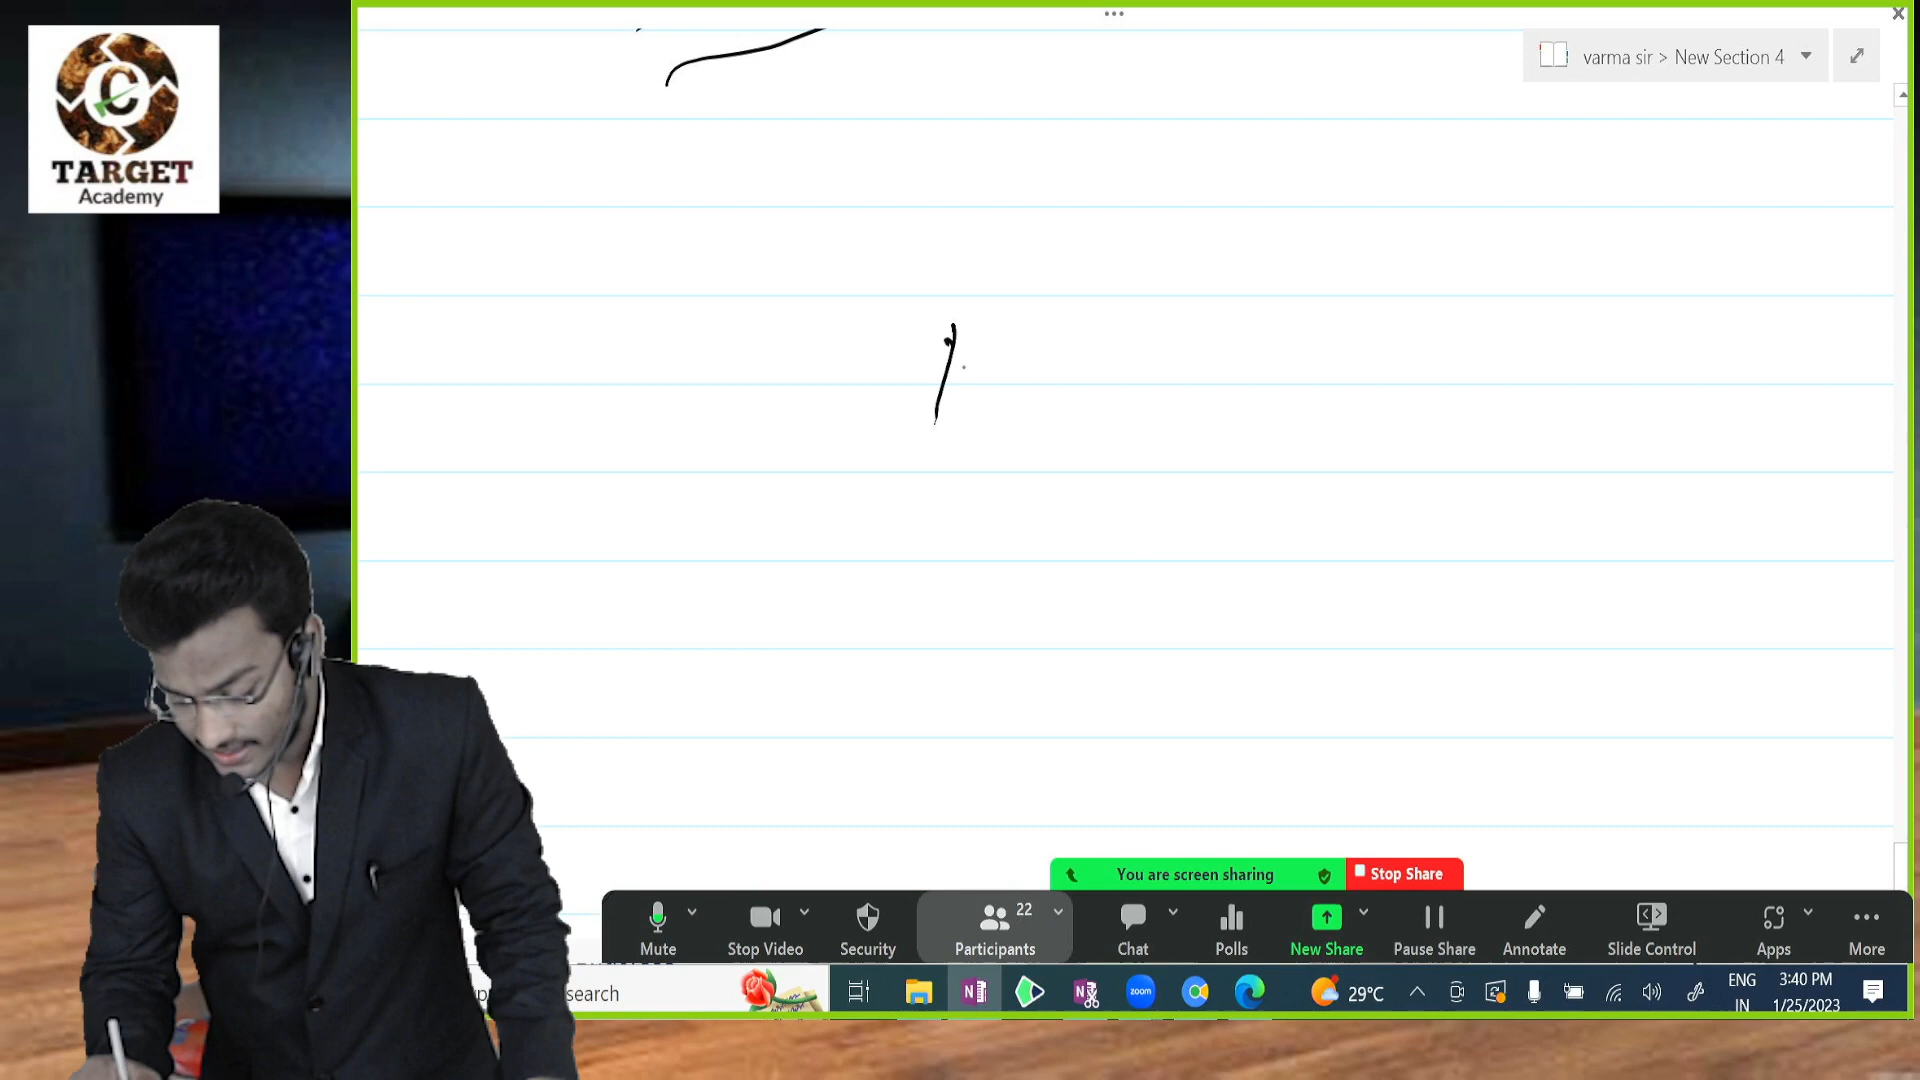 C
TARGET
Academy
varma sir > New Section 4
You are screen sharing
Stop Share
22
Mute
Stop Video
Security
Participants
Chat
Polls
New Share
Pause Share
Annotate
Slide Control
Apps
More
search
zoom
29°C
ENG
IN
3:40 PM
1/25/2023